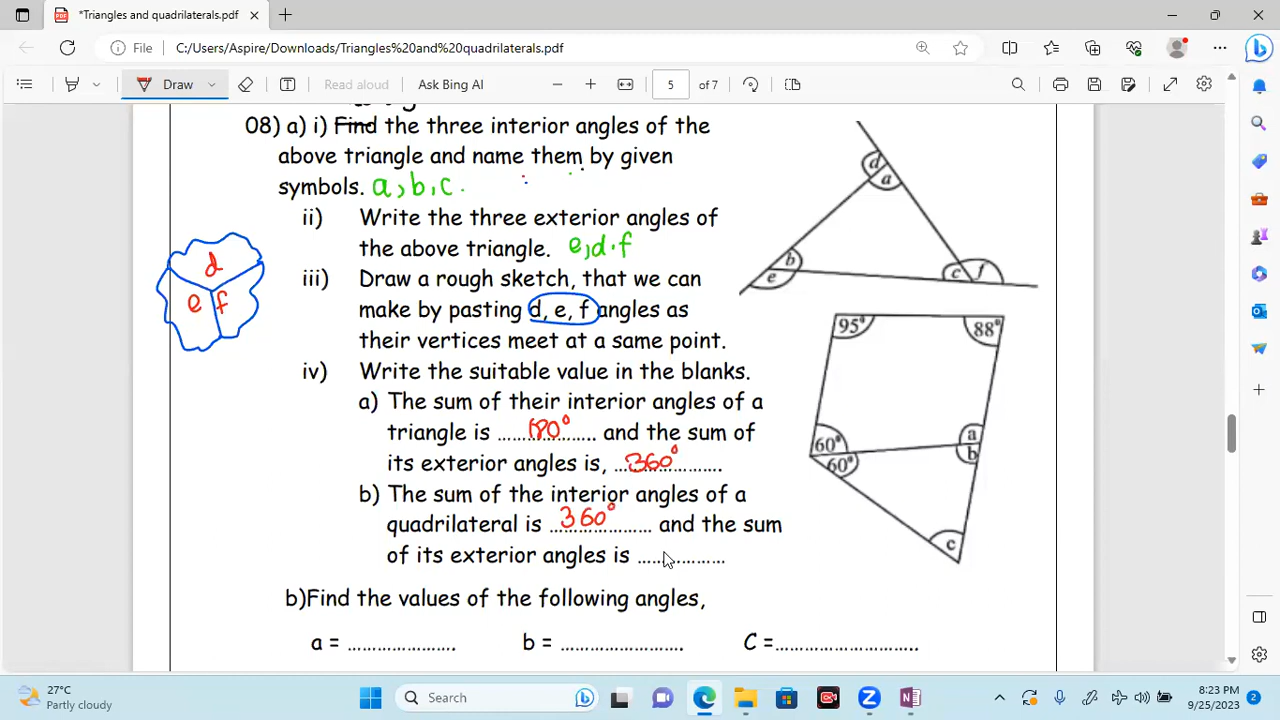 *Triangles and quadrilaterals.pdf
File C:/Users/Aspire/Downloads/Triangles%20and%20quadrilaterals.pdf
Draw Read aloud Ask Bing AI 5 of 7
08) a) i) Find the three interior angles of the
above triangle and name them by given
symbols. a, b, c.
ii) Write the three exterior angles of
the above triangle. e, d. f
iii) Draw a rough sketch, that we can
make by pasting d, e, f angles as
their vertices meet at a same point.
d
e f
iv) Write the suitable value in the blanks.
a) The sum of their interior angles of a
triangle is ...180°... and the sum of
its exterior angles is, ...360°...
b) The sum of the interior angles of a
quadrilateral is ...360°... and the sum
of its exterior angles is ...............
b)Find the values of the following angles,
a = .................... b = ....................... C =..........................
d
a
b
e
c f
95° 88°
60° a
60° b
c
27°C
Partly cloudy
Search
8:23 PM
9/25/2023
2